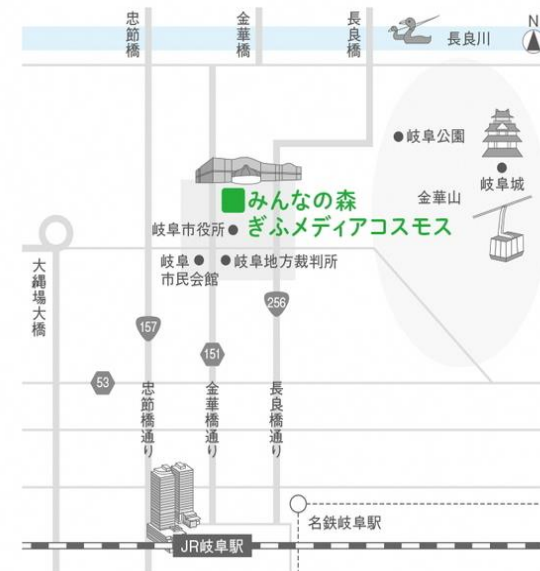 忠節橋
金華橋
長良橋
長良川
N
岐阜公園
岐阜城
金華山
みんなの森
ぎふメディアコスモス
岐阜市役所
岐阜
市民会館
岐阜地方裁判所
大縄場大橋
256
157
151
53
忠節橋通り
金華橋通り
長良橋通り
名鉄岐阜駅
JR岐阜駅